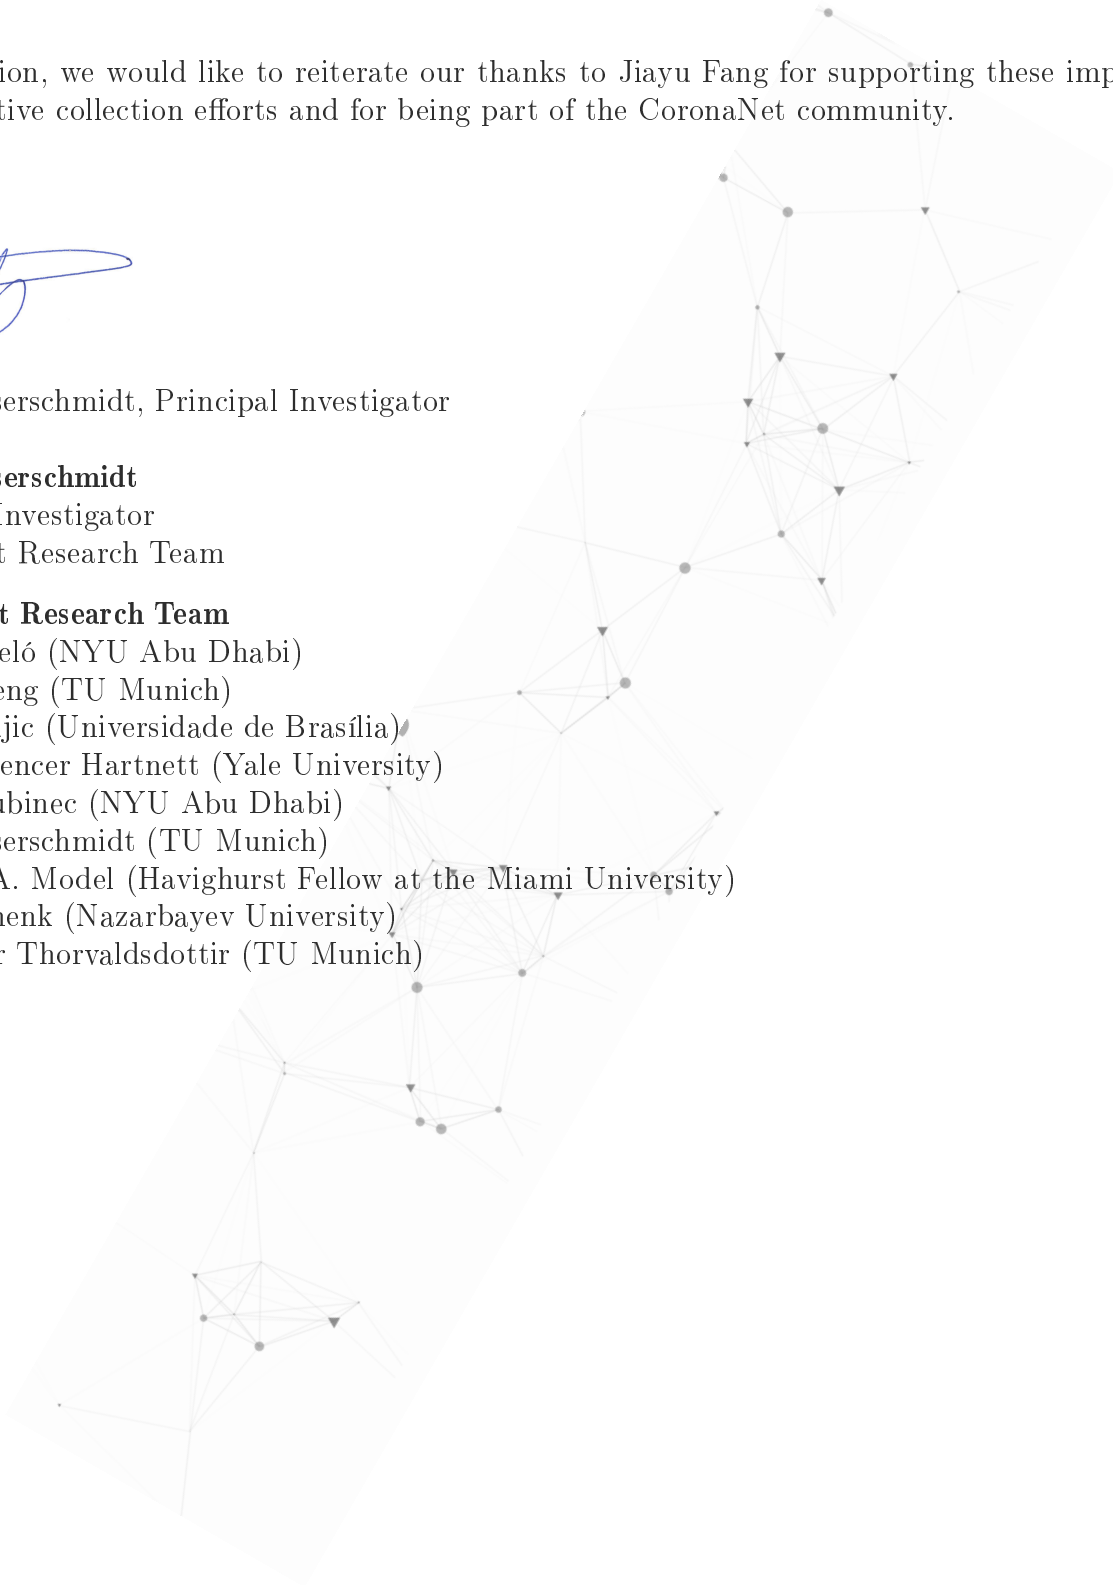 ion, we would like to reiterate our thanks to Jiayu Fang for supporting these imp
tive collection efforts and for being part of the CoronaNet community.
serschmidt, Principal Investigator
serschmidt
Investigator
t Research Team
t Research Team
eló (NYU Abu Dhabi)
eng (TU Munich)
jic (Universidade de Brasília)
encer Hartnett (Yale University)
ubinec (NYU Abu Dhabi)
serschmidt (TU Munich)
A. Model (Havighurst Fellow at the Miami University)
henk (Nazarbayev University)
r Thorvaldsdottir (TU Munich)